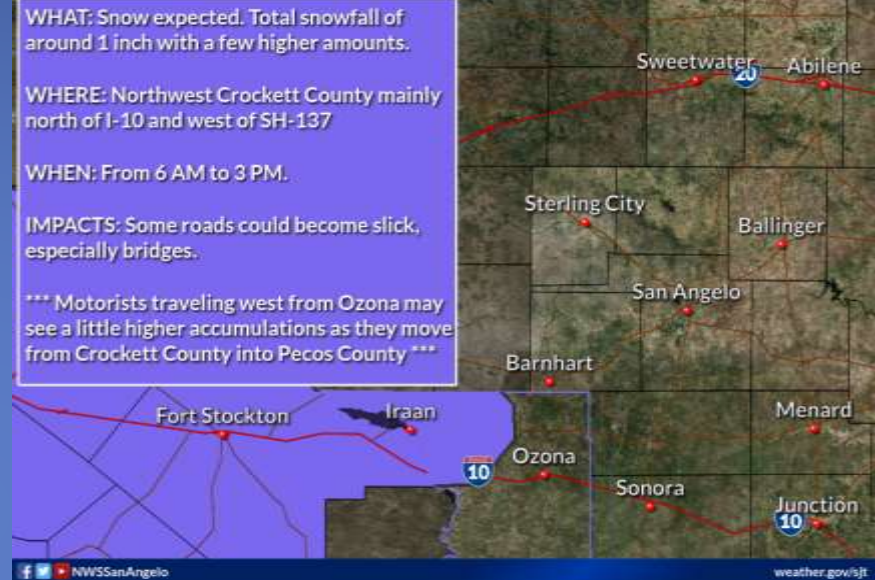 WHAT: Snow expected. Total snowfall of
around 1 inch with a few higher amounts.
WHERE: Northwest Crockett County mainly
north of I-10 and west of SH-137
WHEN: From 6 AM to 3 PM.
IMPACTS: Some roads could become slick,
especially bridges.
*** Motorists traveling west from Ozona may
see a little higher accumulations as they move
from Crockett County into Pecos County ***
Sweetwater
20
Abilene
Sterling City
Ballinger
San Angelo
Barnhart
Fort Stockton
Iraan
Menard
10
Ozona
Sonora
Junction
10
NWSSanAngelo
weather.gov/sjt